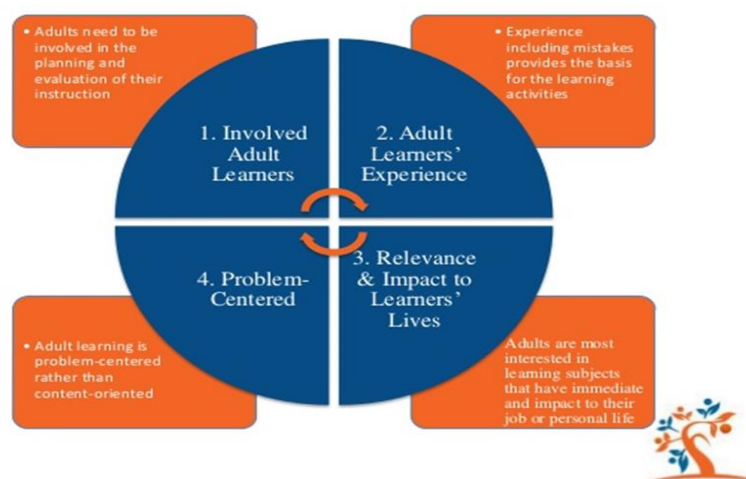 • Adults need to be
involved in the
planning and
evaluation of their
instruction
• Experience
including mistakes
provides the basis
for the learning
activities
1. Involved
Adult
Learners
2. Adult
Learners’
Experience
4. Problem-
Centered
3. Relevance
& Impact to
Learners’
Lives
• Adult learning is
problem-centered
rather than
content-oriented
Adults are most
interested in
learning subjects
that have immediate
and impact to their
job or personal life